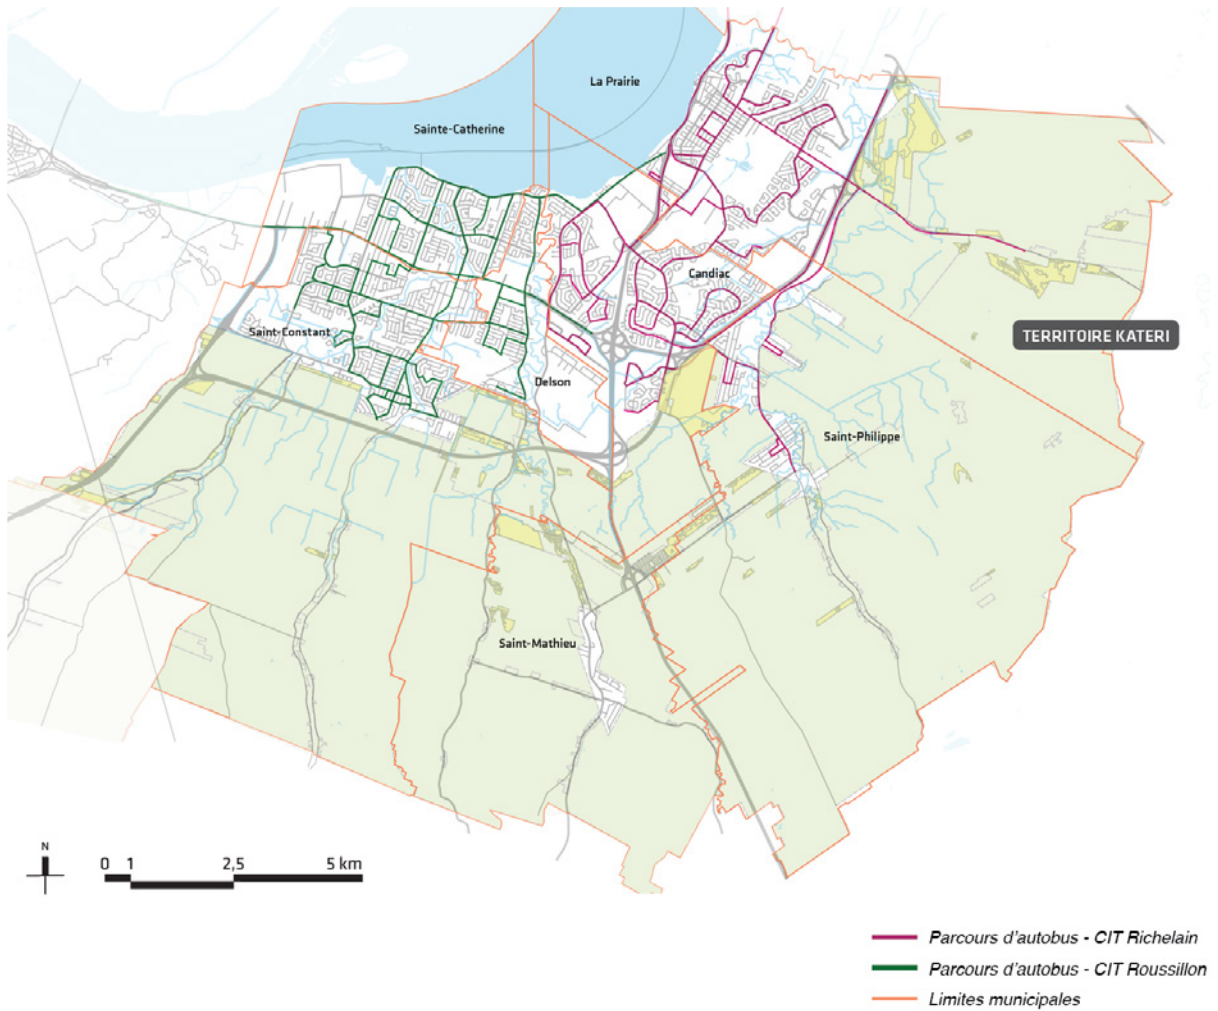 La Prairie
Sainte-Catherine
Candiac
Saint-Constant
TERRITOIRE KATERI
Delson
Saint-Philippe
Saint-Mathieu
N
0 1 2,5 5 km
Parcours d'autobus - CIT Richelain
Parcours d'autobus - CIT Roussillon
Limites municipales